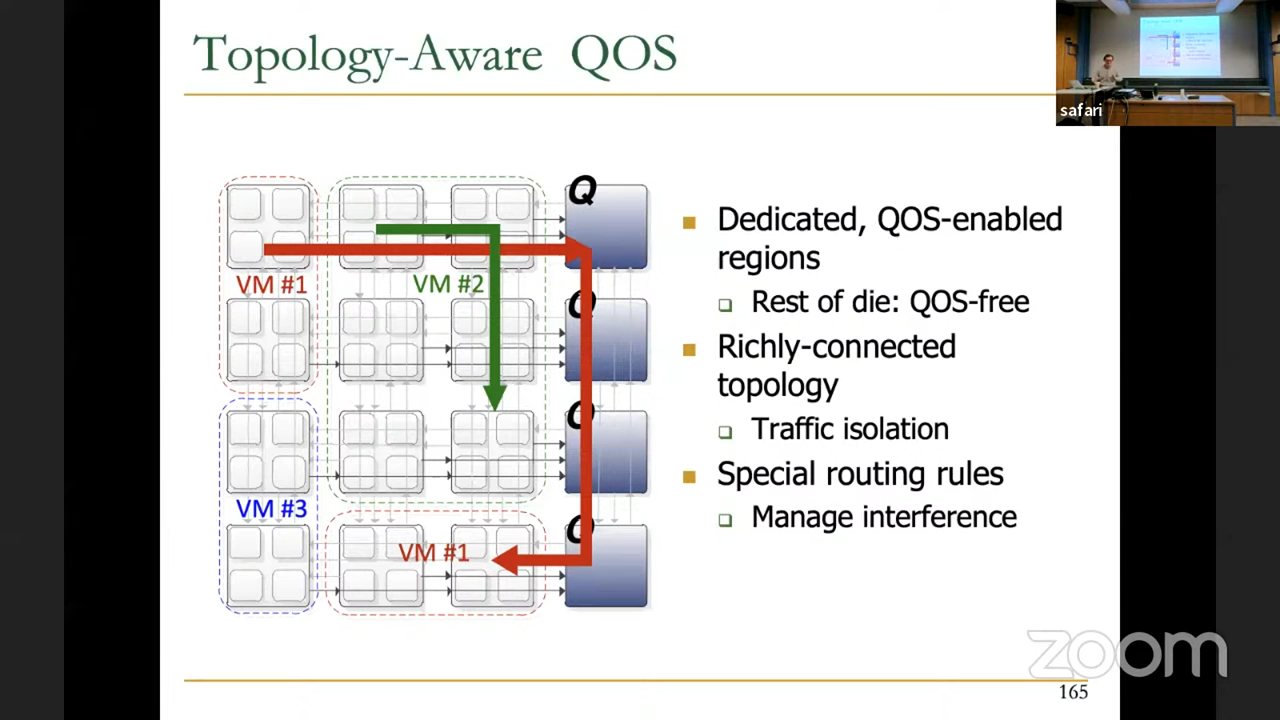 Topology-Aware QOS
safari
Q
VM #1
VM #2
Q
Q
VM #3
Q
VM #1
Dedicated, QOS-enabled
regions
Rest of die: QOS-free
Richly-connected
topology
Traffic isolation
Special routing rules
Manage interference
zoom
165